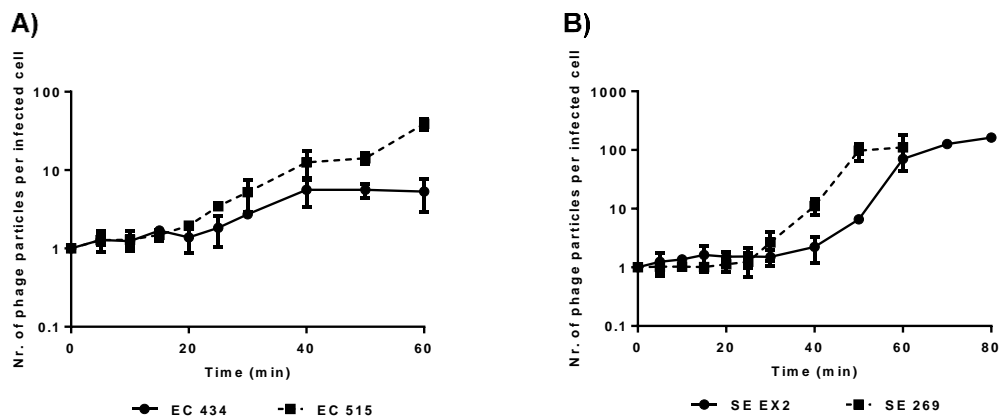 A)
Nr. of phage particles per infected cell
100
10
1
0.1
0 20 40 60
Time (min)
EC 434 EC 515
B)
Nr. of phage particles per infected cell
1000
100
10
1
0.1
0 20 40 60 80
Time (min)
SE EX2 SE 269